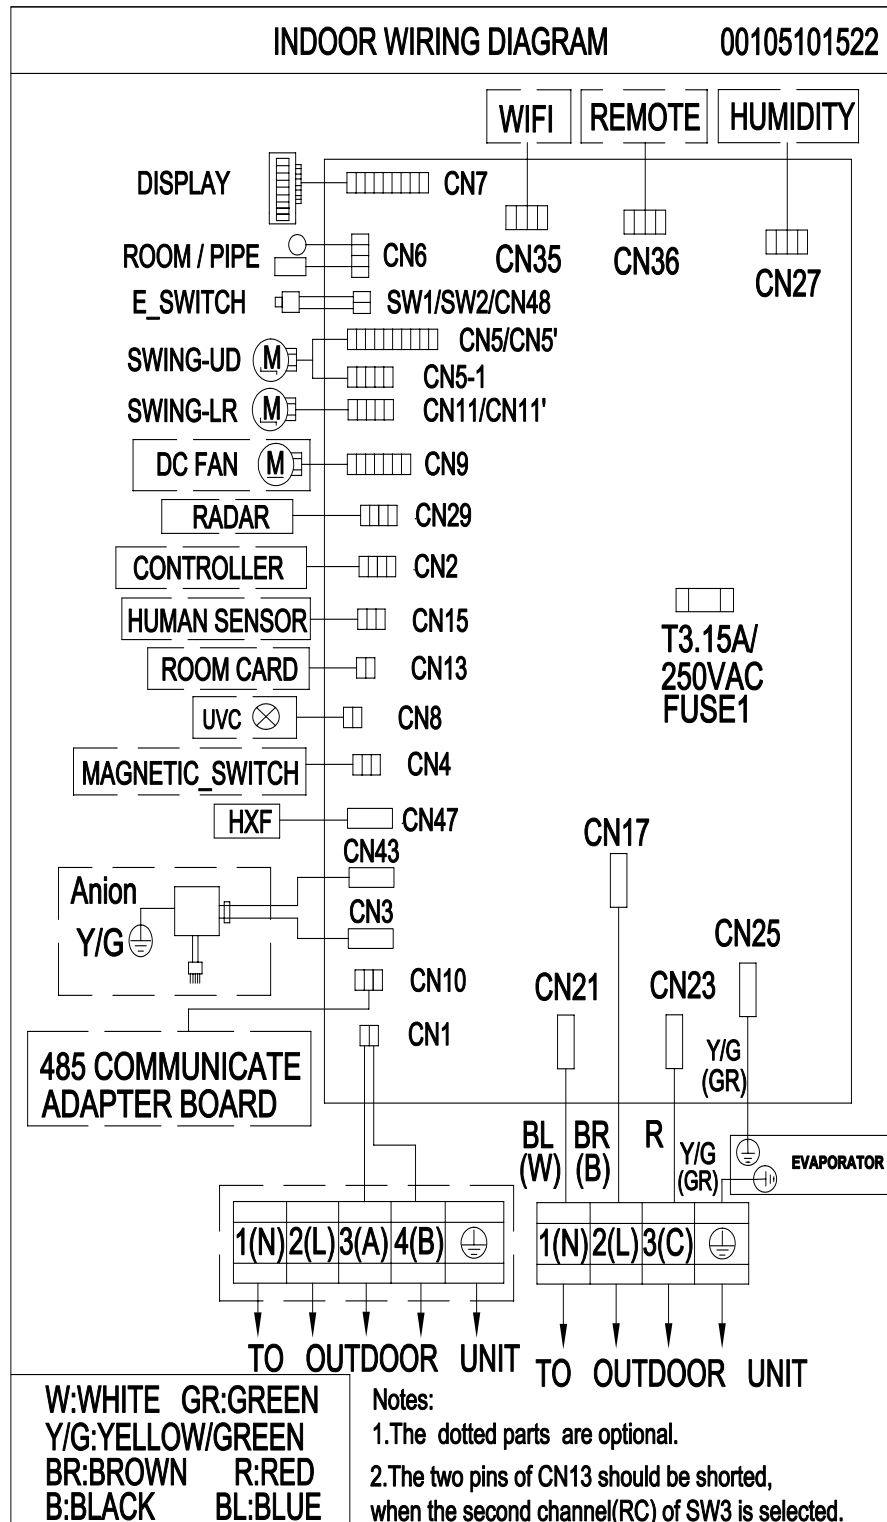 INDOOR WIRING DIAGRAM 00105101522
WIFI REMOTE HUMIDITY
DISPLAY CN7
CN35 CN36 CN27
ROOM / PIPE CN6
E_SWITCH SW1/SW2/CN48
SWING-UD M CN5/CN5'
CN5-1
SWING-LR M CN11/CN11'
DC FAN M CN9
RADAR CN29
CONTROLLER CN2
HUMAN SENSOR CN15
ROOM CARD CN13
UVC CN8
MAGNETIC_SWITCH CN4
HXF CN47
T3.15A/
250VAC
FUSE1
CN43
Anion
Y/G
CN3
CN10
CN1
485 COMMUNICATE
ADAPTER BOARD
CN17
CN25
CN21 CN23
Y/G
(GR)
BL BR R Y/G
(W) (B) (GR)
EVAPORATOR
1(N) 2(L) 3(A) 4(B)
1(N) 2(L) 3(C)
TO OUTDOOR UNIT
TO OUTDOOR UNIT
W:WHITE GR:GREEN
Y/G:YELLOW/GREEN
BR:BROWN R:RED
B:BLACK BL:BLUE
Notes:
1.The dotted parts are optional.
2.The two pins of CN13 should be shorted,
when the second channel(RC) of SW3 is selected.